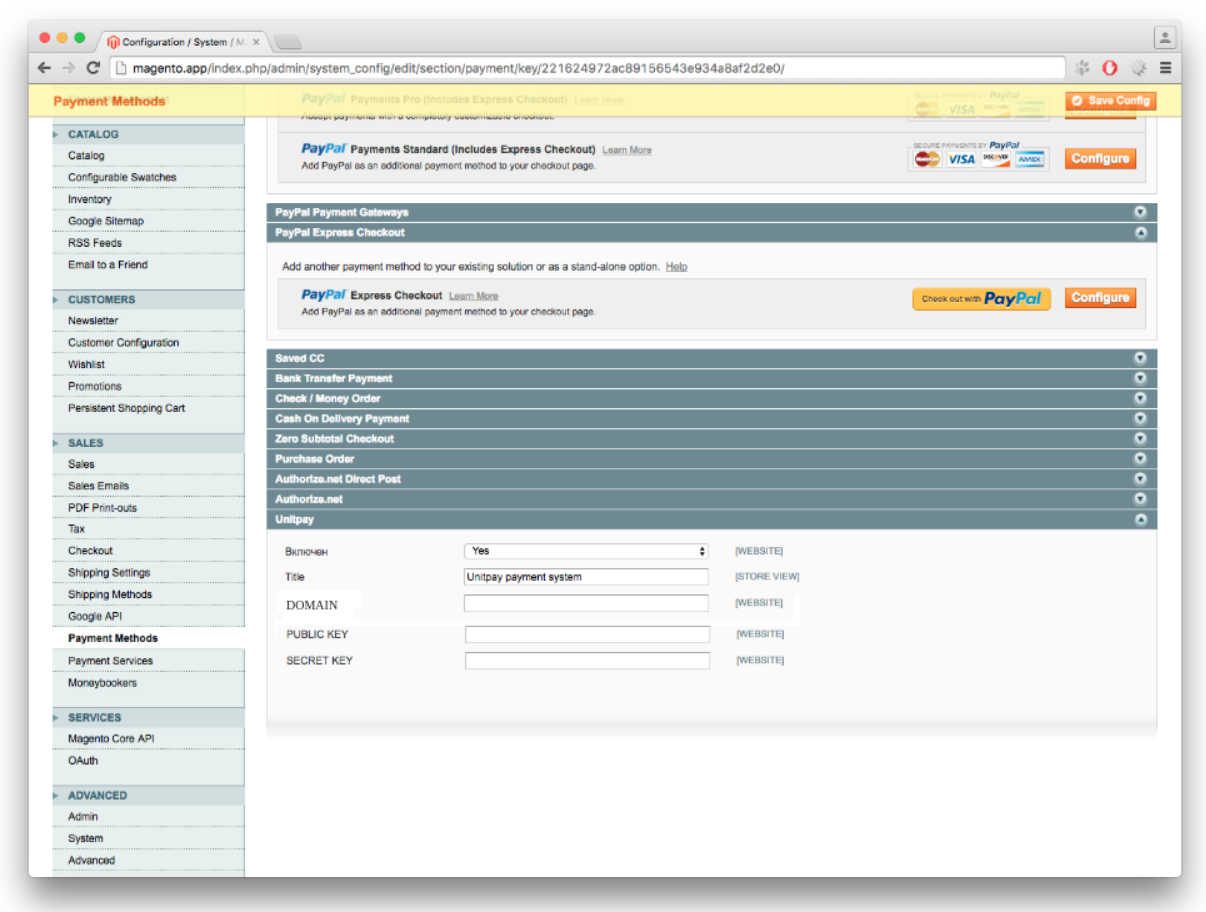 Configuration / System / M
magento.app/index.php/admin/system_config/edit/section/payment/key/221624972ac89156543e934a8af2d2e0/
Payment Methods
Save Config
PayPal Payments Pro (Includes Express Checkout) Learn More
Accept payments with a completely customizable checkout.
SECURE PAYMENTS BY PayPal
VISA DISCOVER AMEX
PayPal Payments Standard (Includes Express Checkout) Learn More
Add PayPal as an additional payment method to your checkout page.
SECURE PAYMENTS BY PayPal
MasterCard VISA DISCOVER AMEX
Configure
PayPal Payment Gateways
PayPal Express Checkout
Add another payment method to your existing solution or as a stand-alone option. Help
PayPal Express Checkout Learn More
Add PayPal as an additional payment method to your checkout page.
Check out with PayPal
Configure
Saved CC
Bank Transfer Payment
Check / Money Order
Cash On Delivery Payment
Zero Subtotal Checkout
Purchase Order
Authorize.net Direct Post
Authorize.net
Unitpay
Включен Yes [WEBSITE]
Title Unitpay payment system [STORE VIEW]
DOMAIN [WEBSITE]
PUBLIC KEY [WEBSITE]
SECRET KEY [WEBSITE]
CATALOG
Catalog
Configurable Swatches
Inventory
Google Sitemap
RSS Feeds
Email to a Friend
CUSTOMERS
Newsletter
Customer Configuration
Wishlist
Promotions
Persistent Shopping Cart
SALES
Sales
Sales Emails
PDF Print-outs
Tax
Checkout
Shipping Settings
Shipping Methods
Google API
Payment Methods
Payment Services
Moneybookers
SERVICES
Magento Core API
OAuth
ADVANCED
Admin
System
Advanced